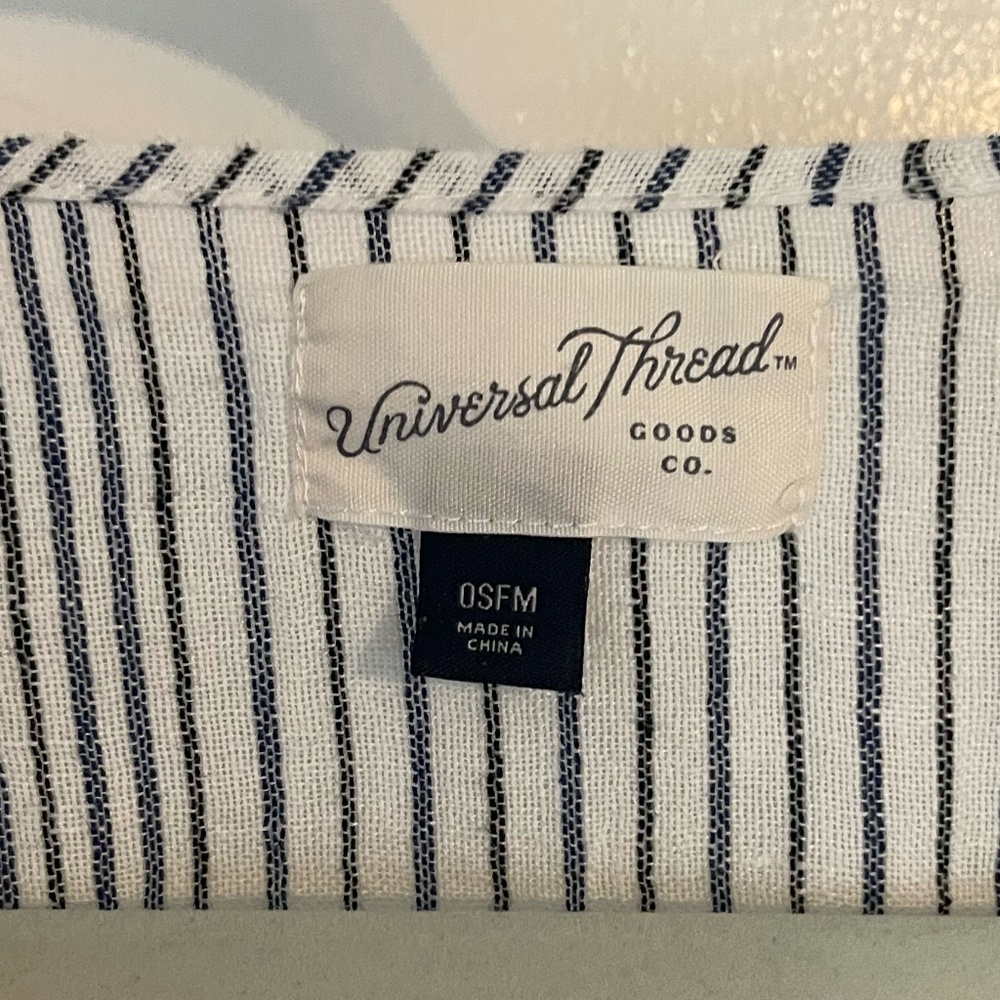 Universal Thread™
GOODS
CO.
OSFM
MADE IN
CHINA